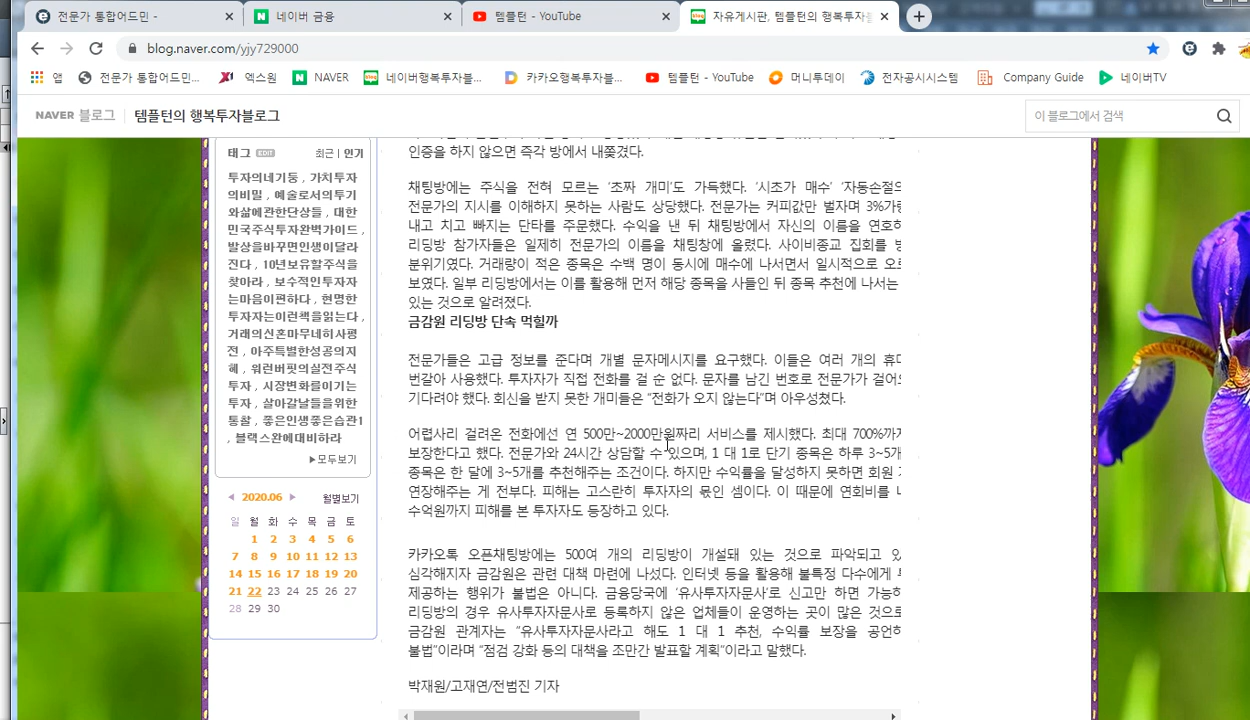 전문가 통합어드민 -
네이버 금융
템플턴 - YouTube
자유게시판, 템플턴의 행복투자블
blog.naver.com/yjy729000
앱
전문가 통합어드민...
엑스원
NAVER
네이버행복투자블...
카카오행복투자블...
템플턴 - YouTube
머니투데이
전자공시시스템
Company Guide
네이버TV
NAVER 블로그
템플턴의 행복투자블로그
이 블로그에서 검색
태그 EDIT 최근 | 인기
투자의네기둥 , 가치투자
의비밀 , 예술로서의투기
와삶에관한단상들 , 대한
민국주식투자완벽가이드 ,
발상을바꾸면인생이달라
진다 , 10년보유할주식을
찾아라 , 보수적인투자자
는마음이편하다 , 현명한
투자자는이런책을읽는다 ,
거래의신혼마무네히사평
전 , 아주특별한성공의지
혜 , 워런버핏의실전주식
투자 , 시장변화를이기는
투자 , 살아갈날들을위한
통찰 , 좋은인생좋은습관1
, 블랙스완에대비하라
▶모두보기
◀ 2020.06 ▶ 월별보기
일 월 화 수 목 금 토
1 2 3 4 5 6
7 8 9 10 11 12 13
14 15 16 17 18 19 20
21 22 23 24 25 26 27
28 29 30
인증을 하지 않으면 즉각 방에서 내쫓겼다.
채팅방에는 주식을 전혀 모르는 ‘초짜 개미’도 가득했다. ‘시초가 매수’ ‘자동손절으
전문가의 지시를 이해하지 못하는 사람도 상당했다. 전문가는 커피값만 벌자며 3%가량
내고 치고 빠지는 단타를 주문했다. 수익을 낸 뒤 채팅방에서 자신의 이름을 연호하
리딩방 참가자들은 일제히 전문가의 이름을 채팅창에 올렸다. 사이비종교 집회를 방
분위기였다. 거래량이 적은 종목은 수백 명이 동시에 매수에 나서면서 일시적으로 오르
보였다. 일부 리딩방에서는 이를 활용해 먼저 해당 종목을 사들인 뒤 종목 추천에 나서는
있는 것으로 알려졌다.
금감원 리딩방 단속 먹힐까
전문가들은 고급 정보를 준다며 개별 문자메시지를 요구했다. 이들은 여러 개의 휴대
번갈아 사용했다. 투자자가 직접 전화를 걸 순 없다. 문자를 남긴 번호로 전문가가 걸어오
기다려야 했다. 회신을 받지 못한 개미들은 “전화가 오지 않는다”며 아우성쳤다.
어렵사리 걸려온 전화에선 연 500만~2000만원짜리 서비스를 제시했다. 최대 700%까지
보장한다고 했다. 전문가와 24시간 상담할 수 있으며, 1 대 1로 단기 종목은 하루 3~5개
종목은 한 달에 3~5개를 추천해주는 조건이다. 하지만 수익률을 달성하지 못하면 회원
연장해주는 게 전부다. 피해는 고스란히 투자자의 몫인 셈이다. 이 때문에 연회비를
수억원까지 피해를 본 투자자도 등장하고 있다.
카카오톡 오픈채팅방에는 500여 개의 리딩방이 개설돼 있는 것으로 파악되고 있
심각해지자 금감원은 관련 대책 마련에 나섰다. 인터넷 등을 활용해 불특정 다수에게
제공하는 행위가 불법은 아니다. 금융당국에 ‘유사투자자문사’로 신고만 하면 가능하
리딩방의 경우 유사투자자문사로 등록하지 않은 업체들이 운영하는 곳이 많은 것으로
금감원 관계자는 “유사투자자문사라고 해도 1 대 1 추천, 수익률 보장을 공언하
불법”이라며 “점검 강화 등의 대책을 조만간 발표할 계획”이라고 말했다.
박재원/고재연/전범진 기자